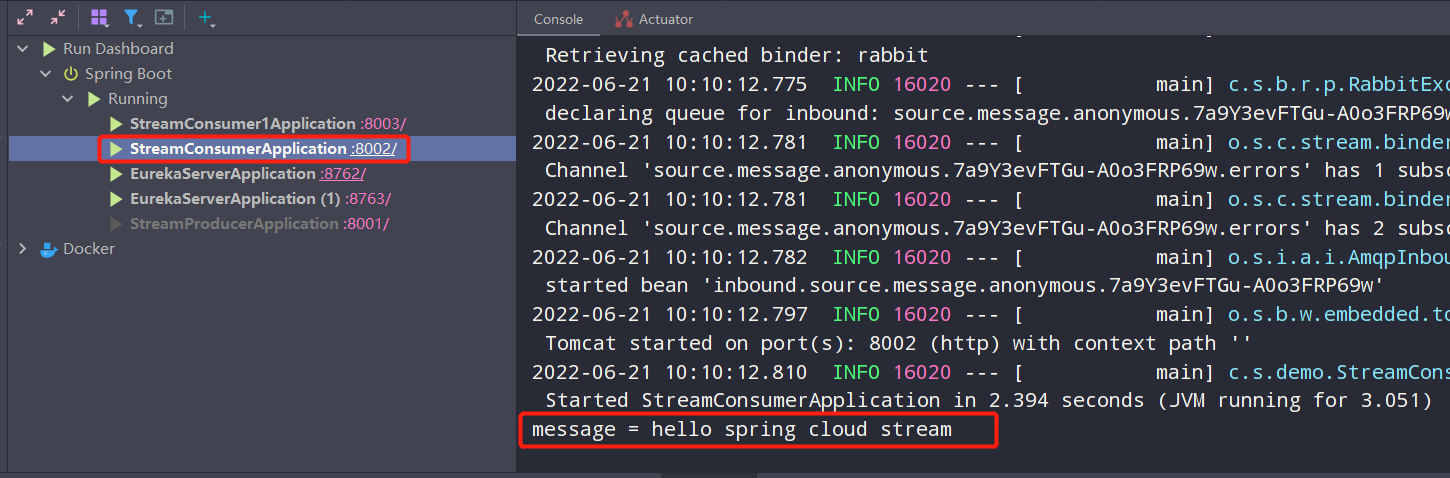 Run Dashboard
Spring Boot
Running
StreamConsumer1Application :8003/
StreamConsumerApplication :8002/
EurekaServerApplication :8762/
EurekaServerApplication (1) :8763/
StreamProducerApplication :8001/
Docker
Console Actuator
Retrieving cached binder: rabbit
2022-06-21 10:10:12.775 INFO 16020 --- [ main] c.s.b.r.p.RabbitExc
declaring queue for inbound: source.message.anonymous.7a9Y3evFTGu-A0o3FRP69w
2022-06-21 10:10:12.781 INFO 16020 --- [ main] o.s.c.stream.binder
Channel 'source.message.anonymous.7a9Y3evFTGu-A0o3FRP69w.errors' has 1 subsc
2022-06-21 10:10:12.781 INFO 16020 --- [ main] o.s.c.stream.binder
Channel 'source.message.anonymous.7a9Y3evFTGu-A0o3FRP69w.errors' has 2 subsc
2022-06-21 10:10:12.782 INFO 16020 --- [ main] o.s.i.a.i.AmqpInbou
started bean 'inbound.source.message.anonymous.7a9Y3evFTGu-A0o3FRP69w'
2022-06-21 10:10:12.797 INFO 16020 --- [ main] o.s.b.w.embedded.to
Tomcat started on port(s): 8002 (http) with context path ''
2022-06-21 10:10:12.810 INFO 16020 --- [ main] c.s.demo.StreamCons
Started StreamConsumerApplication in 2.394 seconds (JVM running for 3.051)
message = hello spring cloud stream